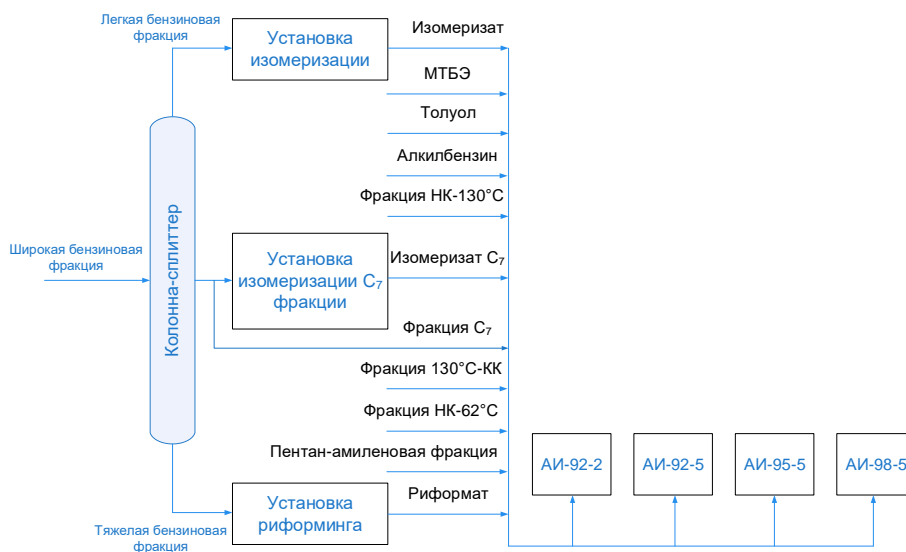 Легкая бензиновая
фракция
Установка
изомеризации
Изомеризат
МТБЭ
Толуол
Алкилбензин
Фракция НК-130°С
Широкая бензиновая
фракция
Колонна-сплиттер
Установка
изомеризации С₇
фракции
Изомеризат С₇
Фракция С₇
Фракция 130°С-КК
Фракция НК-62°С
Пентан-амиленовая фракция
АИ-92-2
АИ-92-5
АИ-95-5
АИ-98-5
Установка
риформинга
Риформат
Тяжелая бензиновая
фракция